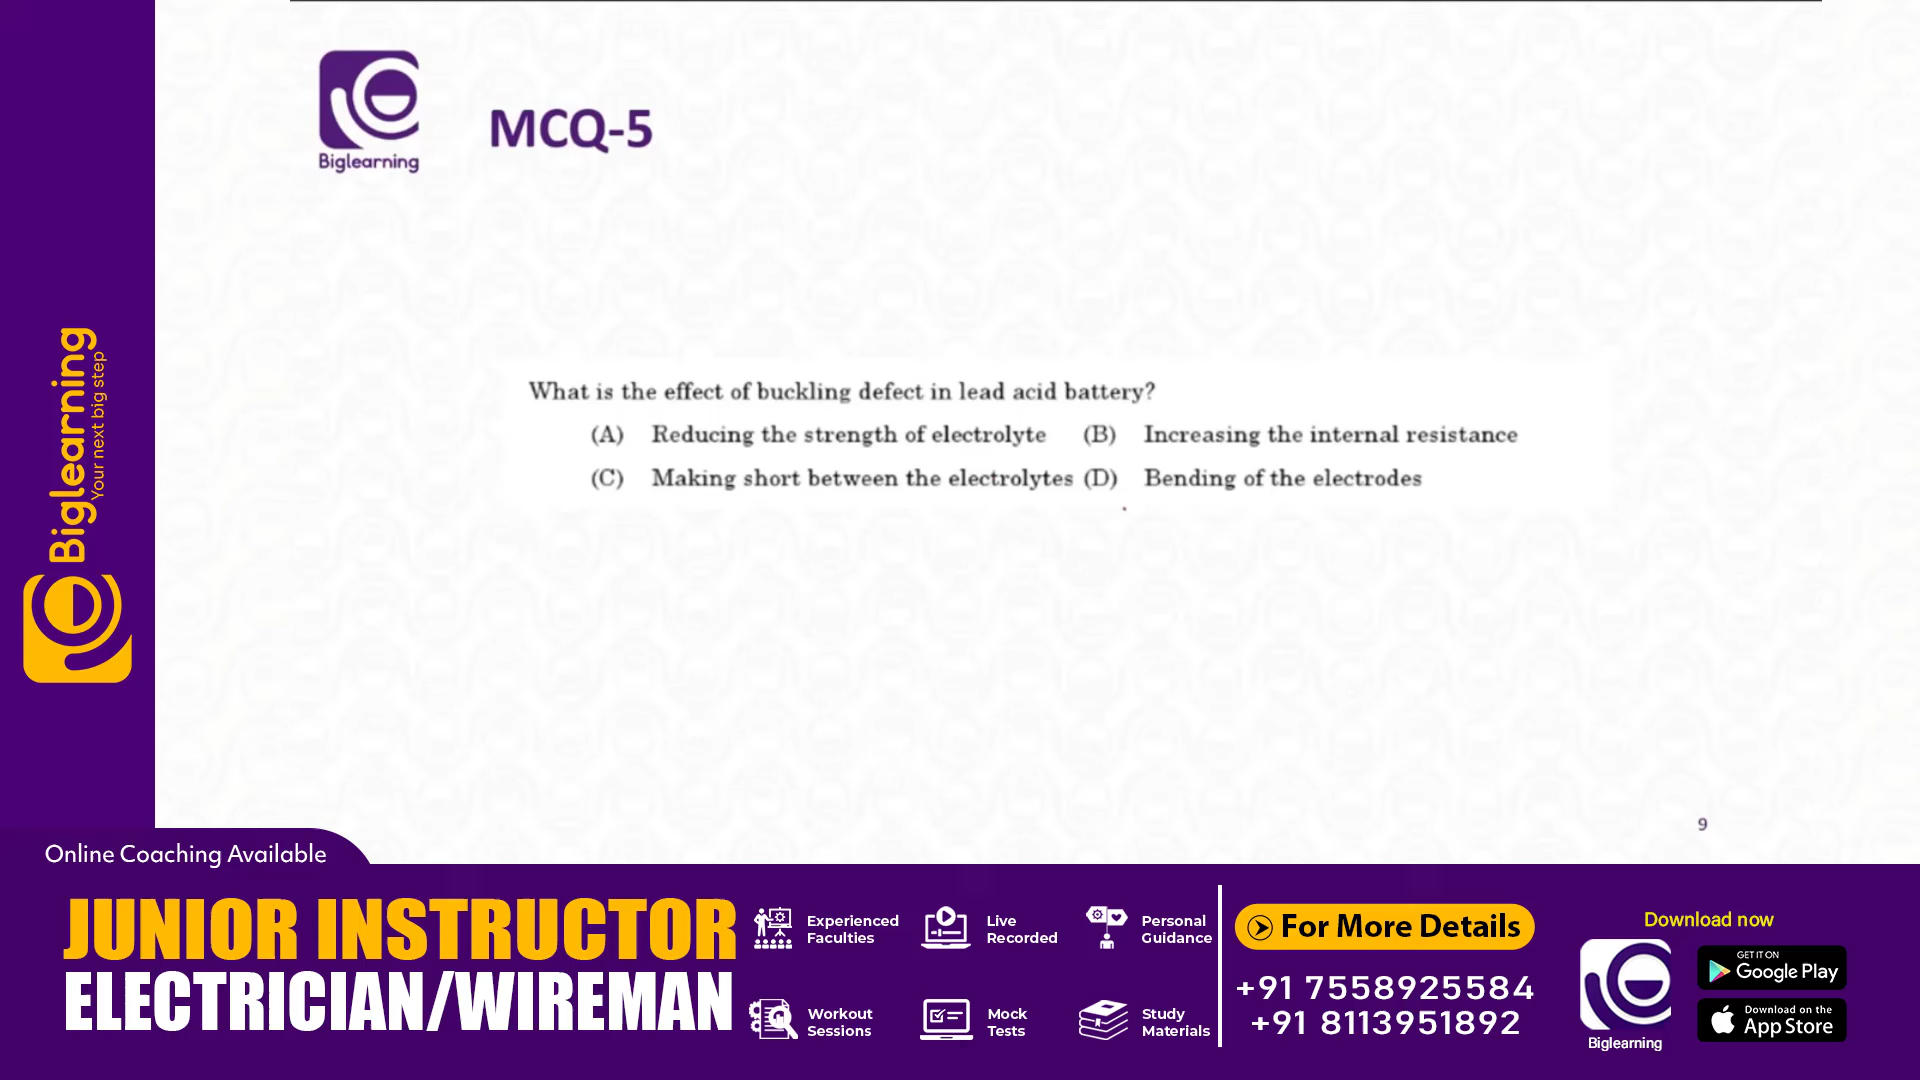 Biglearning
MCQ-5
What is the effect of buckling defect in lead acid battery?
(A) Reducing the strength of electrolyte (B) Increasing the internal resistance
(C) Making short between the electrolytes (D) Bending of the electrodes
9
Biglearning
Your next big step
Online Coaching Available
JUNIOR INSTRUCTOR
ELECTRICIAN/WIREMAN
Experienced
Faculties
Live
Recorded
Personal
Guidance
Workout
Sessions
Mock
Tests
Study
Materials
For More Details
+91 7558925584
+91 8113951892
Download now
Biglearning
GET IT ON
Google Play
Download on the
App Store